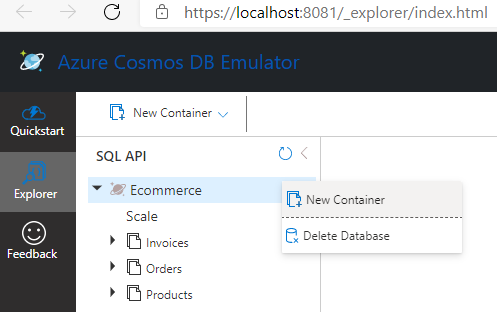 https://localhost:8081/_explorer/index.html
Azure Cosmos DB Emulator
Quickstart
New Container
SQL API
Explorer
Ecommerce
New Container
Scale
Delete Database
Feedback
Invoices
Orders
Products